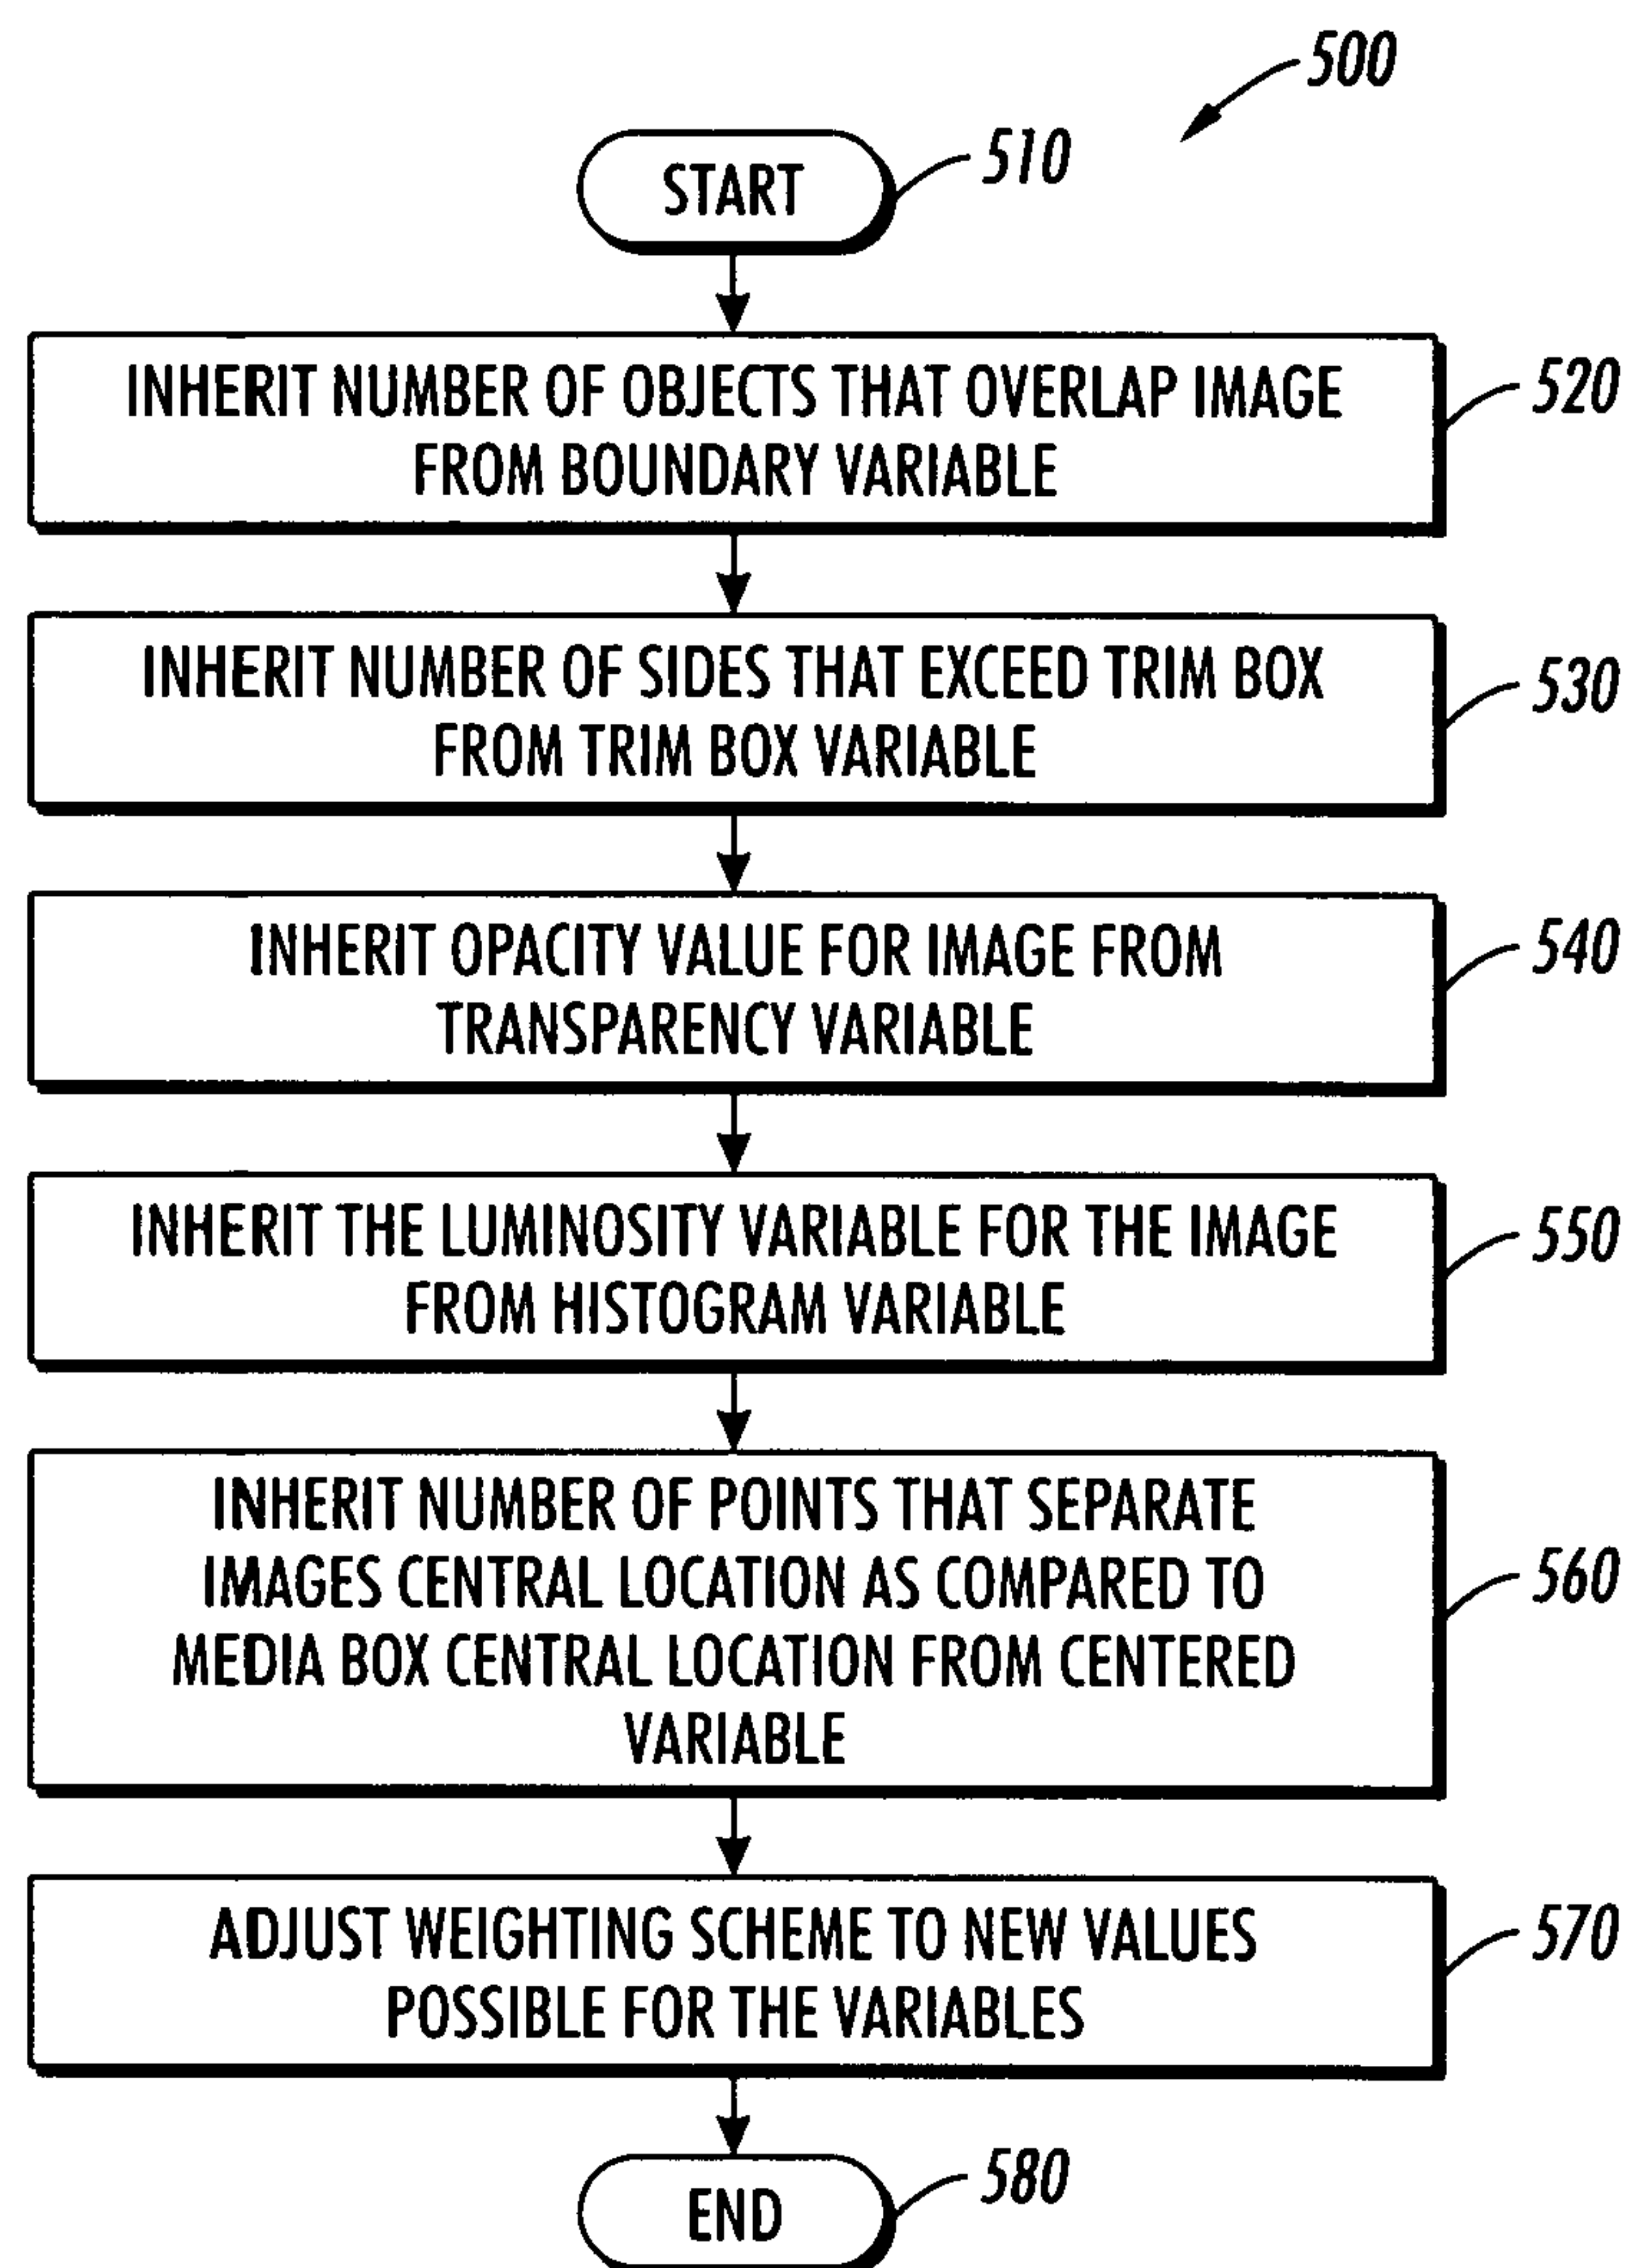 500
START
510
INHERIT NUMBER OF OBJECTS THAT OVERLAP IMAGE
FROM BOUNDARY VARIABLE
520
INHERIT NUMBER OF SIDES THAT EXCEED TRIM BOX
FROM TRIM BOX VARIABLE
530
INHERIT OPACITY VALUE FOR IMAGE FROM
TRANSPARENCY VARIABLE
540
INHERIT THE LUMINOSITY VARIABLE FOR THE IMAGE
FROM HISTOGRAM VARIABLE
550
INHERIT NUMBER OF POINTS THAT SEPARATE
IMAGES CENTRAL LOCATION AS COMPARED TO
MEDIA BOX CENTRAL LOCATION FROM CENTERED
VARIABLE
560
ADJUST WEIGHTING SCHEME TO NEW VALUES
POSSIBLE FOR THE VARIABLES
570
END
580